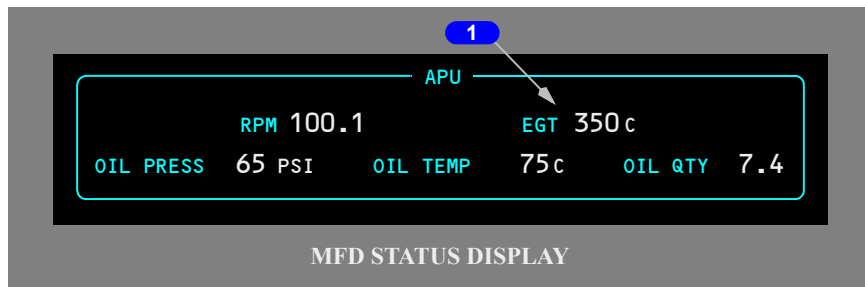 1
APU
RPM 100.1 EGT 350 C
OIL PRESS 65 PSI OIL TEMP 75 C OIL QTY 7.4
MFD STATUS DISPLAY